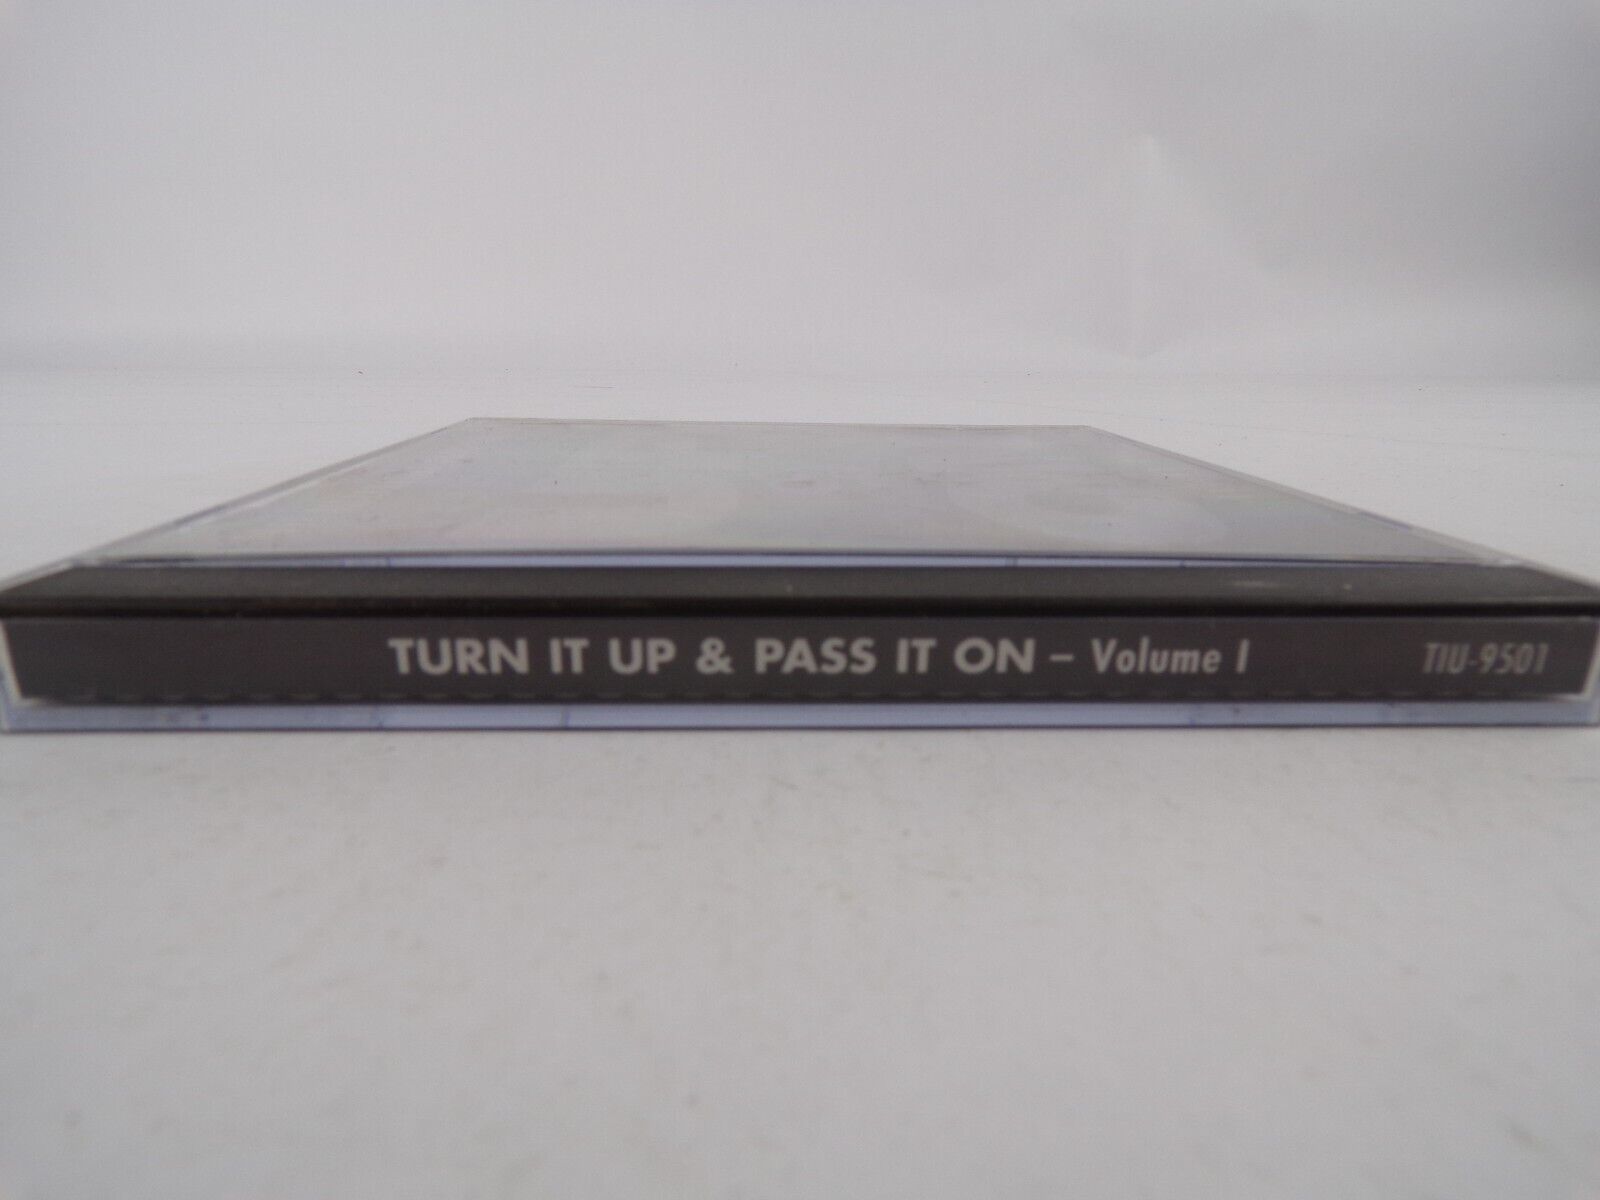 TURN IT UP & PASS IT ON – Volume I TIU-9501